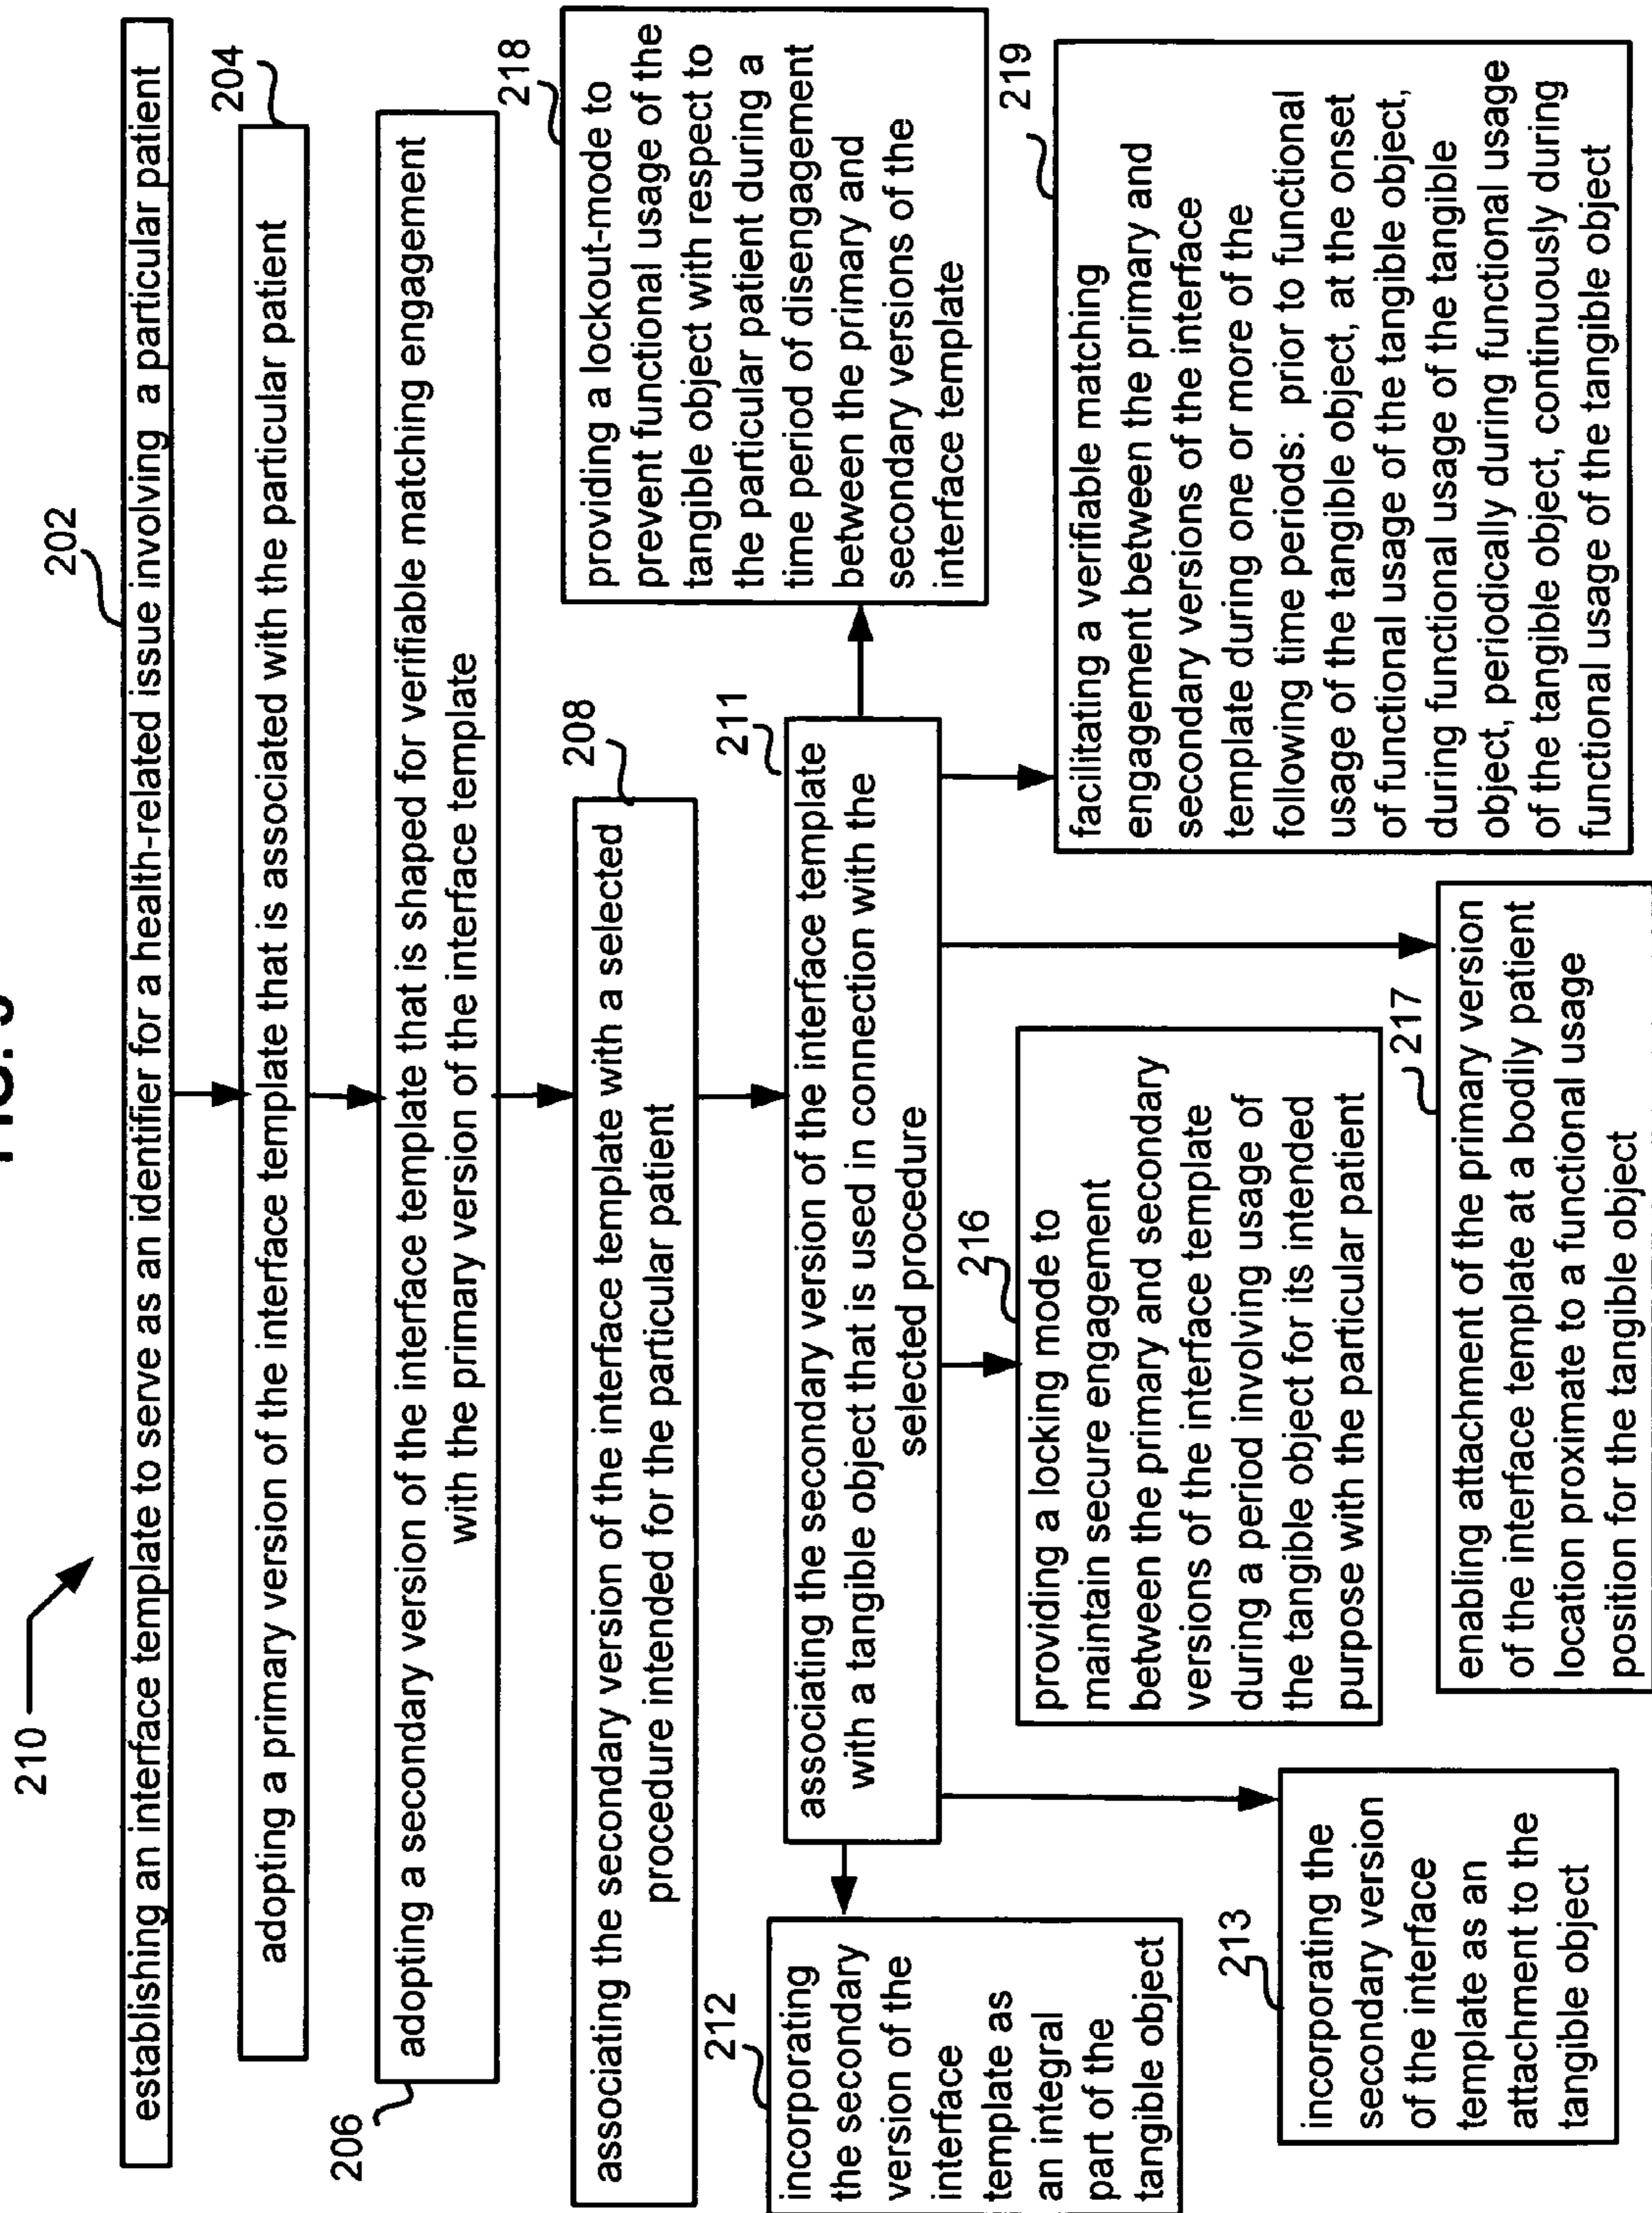 210
202
establishing an interface template to serve as an identifier for a health-related issue involving a particular patient
204
adopting a primary version of the interface template that is associated with the particular patient
206
adopting a secondary version of the interface template that is shaped for verifiable matching engagement
with the primary version of the interface template
208
associating the secondary version of the interface template with a selected
procedure intended for the particular patient
211
associating the secondary version of the interface template
with a tangible object that is used in connection with the
selected procedure
212
incorporating
the secondary
version of the
interface
template as
an integral
part of the
tangible object
213
incorporating the
secondary version
of the interface
template as an
attachment to the
tangible object
216
providing a locking mode to
maintain secure engagement
between the primary and secondary
versions of the interface template
during a period involving usage of
the tangible object for its intended
purpose with the particular patient
217
enabling attachment of the primary version
of the interface template at a bodily patient
location proximate to a functional usage
position for the tangible object
218
providing a lockout-mode to
prevent functional usage of the
tangible object with respect to
the particular patient during a
time period of disengagement
between the primary and
secondary versions of the
interface template
219
facilitating a verifiable matching
engagement between the primary and
secondary versions of the interface
template during one or more of the
following time periods: prior to functional
usage of the tangible object, at the onset
of functional usage of the tangible object,
during functional usage of the tangible
object, periodically during functional usage
of the tangible object, continuously during
functional usage of the tangible object